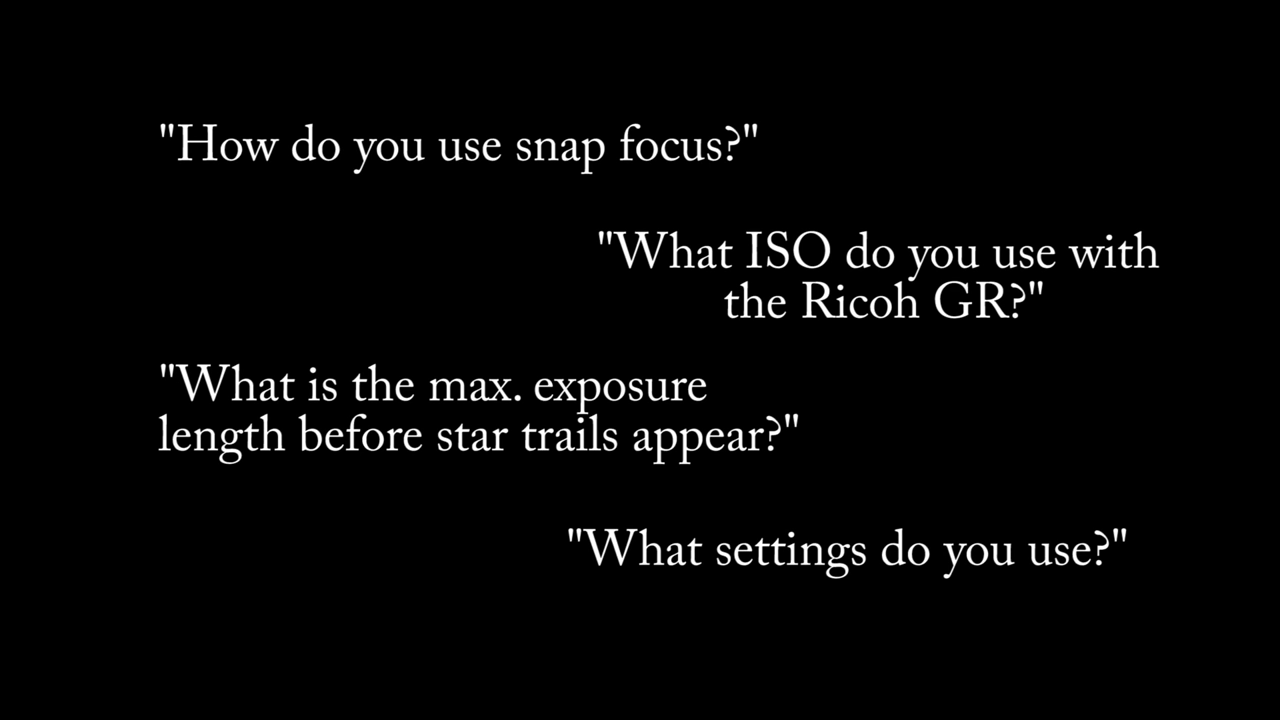 "How do you use snap focus?"
"What ISO do you use with
the Ricoh GR?"
"What is the max. exposure
length before star trails appear?"
"What settings do you use?"